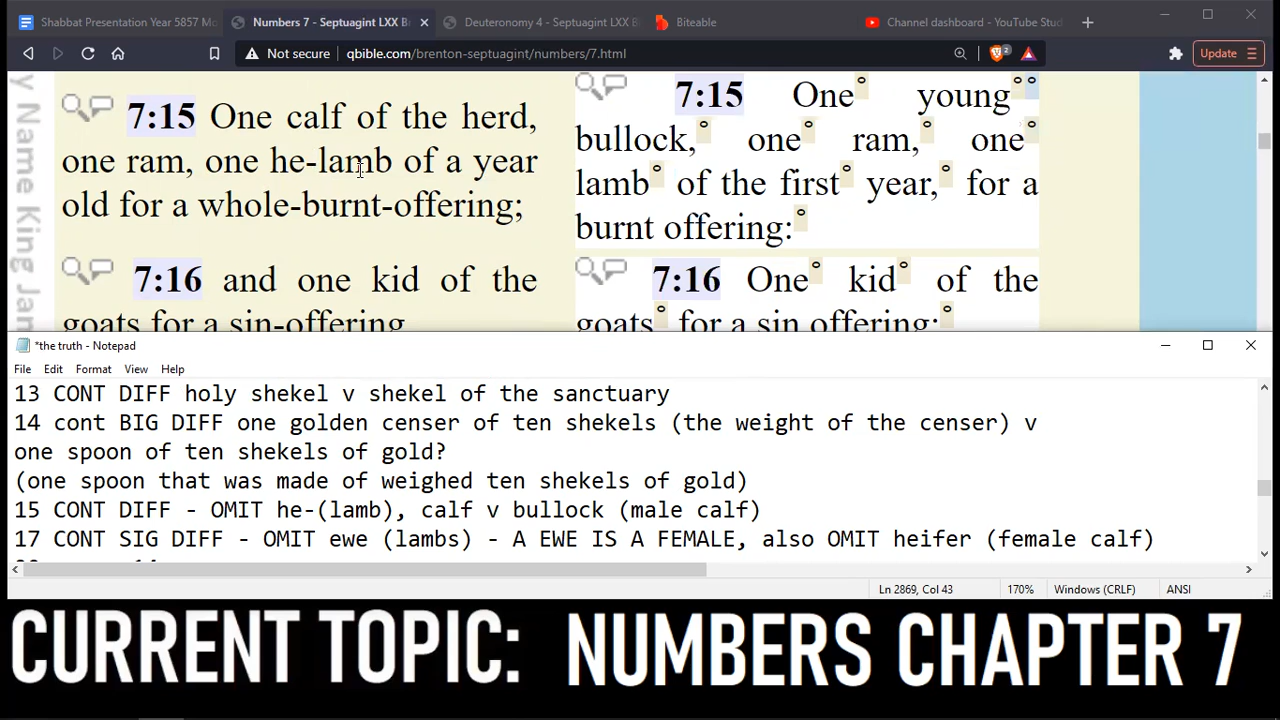 Shabbat Presentation Year 5857 Mo
Numbers 7 - Septuagint LXX B
Deuteronomy 4 - Septuagint LXX B
Biteable
Channel dashboard - YouTube Stud
Not secure
qbible.com/brenton-septuagint/numbers/7.html
2
Update
y Name King Jan
7:15 One calf of the herd,
one ram, one he-lamb of a year
old for a whole-burnt-offering;
7:16 and one kid of the
goats for a sin-offering
7:15 One° young°°
bullock,° one° ram,° one°
lamb° of the first° year,° for a
burnt offering:°
7:16 One° kid° of the
goats° for a sin offering:°
*the truth - Notepad
File Edit Format View Help
13 CONT DIFF holy shekel v shekel of the sanctuary
14 cont BIG DIFF one golden censer of ten shekels (the weight of the censer) v
one spoon of ten shekels of gold?
(one spoon that was made of weighed ten shekels of gold)
15 CONT DIFF - OMIT he-(lamb), calf v bullock (male calf)
17 CONT SIG DIFF - OMIT ewe (lambs) - A EWE IS A FEMALE, also OMIT heifer (female calf)
Ln 2869, Col 43
170%
Windows (CRLF)
ANSI
CURRENT TOPIC: NUMBERS CHAPTER 7